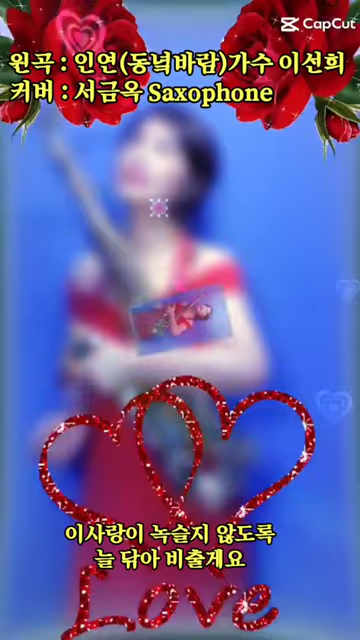 CapCut
원곡 : 인연(동녘바람)가수 이선희
커버 : 서금옥 Saxophone
이사랑이 녹슬지 않도록
늘 닦아 비출게요
Love